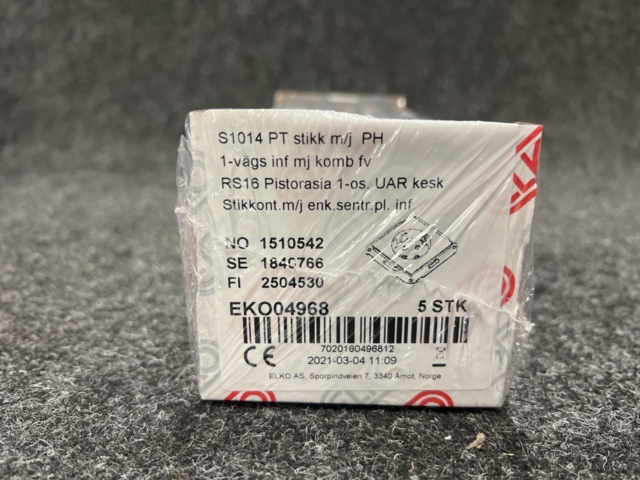 S1014 PT stikk m/j PH
1-vägs inf mj komb fv
RS16 Pistorasia 1-os. UAR kesk
Stikkont.m/j enk.sentr.pl. inf
NO 1510542
SE 1849766
FI 2504530
EKO04968 5 STK
7020160496812
CE 2021-03-04 11:09
ELKO AS, Sporpindveien 7, 3340 Åmot, Norge